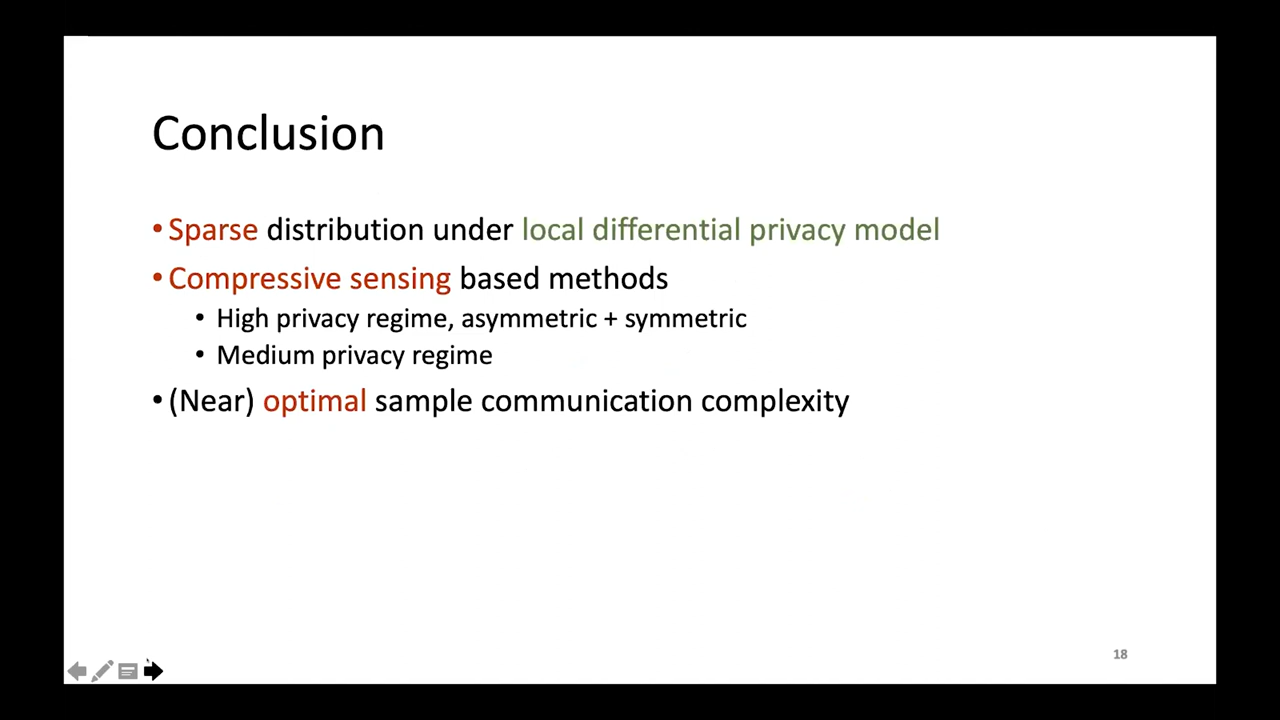 Conclusion
• Sparse distribution under local differential privacy model
• Compressive sensing based methods
• High privacy regime, asymmetric + symmetric
• Medium privacy regime
• (Near) optimal sample communication complexity
18